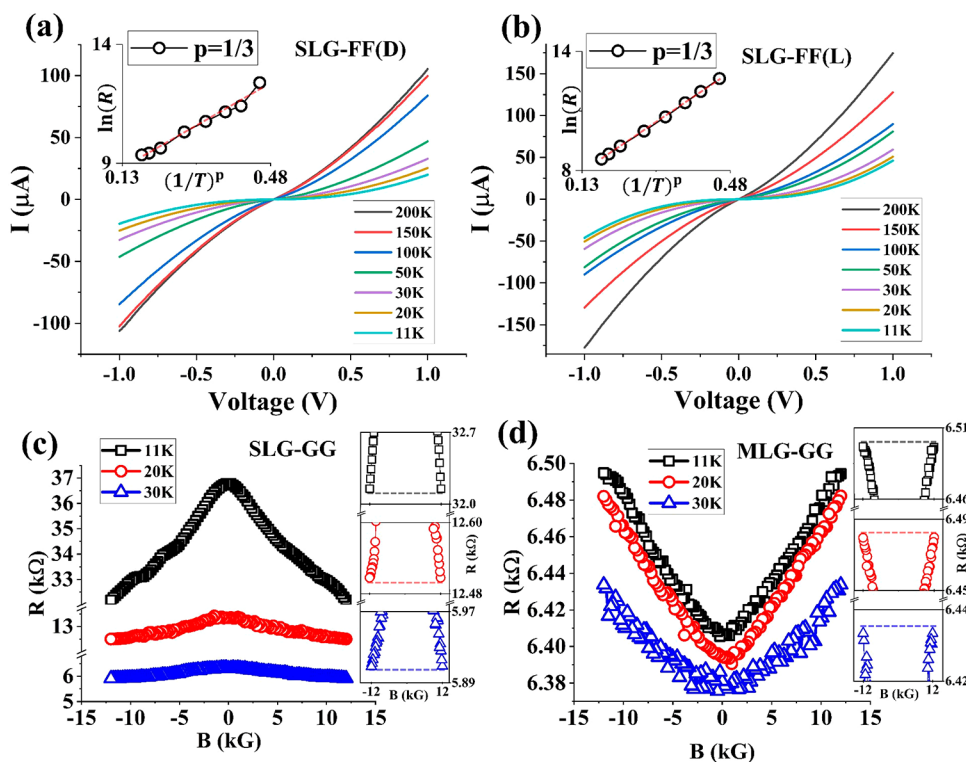 (a)
SLG-FF(D)
I (μA)
100
50
0
-50
-100
-1.0 -0.5 0.0 0.5 1.0
Voltage (V)
14
p=1/3
ln(R)
9
0.13 0.48
(1/T)p
200K
150K
100K
50K
30K
20K
11K
(b)
SLG-FF(L)
I (μA)
150
100
50
0
-50
-100
-150
-1.0 -0.5 0.0 0.5 1.0
Voltage (V)
14
p=1/3
ln(R)
8
0.13 0.48
(1/T)p
200K
150K
100K
50K
30K
20K
11K
(c)
SLG-GG
11K
20K
30K
R (kΩ)
37
36
35
34
33
13
6
5
-15 -10 -5 0 5 10 15
B (kG)
32.7
32.0
12.60
12.48
5.97
5.89
R (kΩ)
-12 12
B (kG)
(d)
MLG-GG
11K
20K
30K
R (kΩ)
6.50
6.48
6.46
6.44
6.42
6.40
6.38
-15 -10 -5 0 5 10 15
B (kG)
6.51
6.49
6.44
6.42
R (kΩ)
-12 12
B (kG)